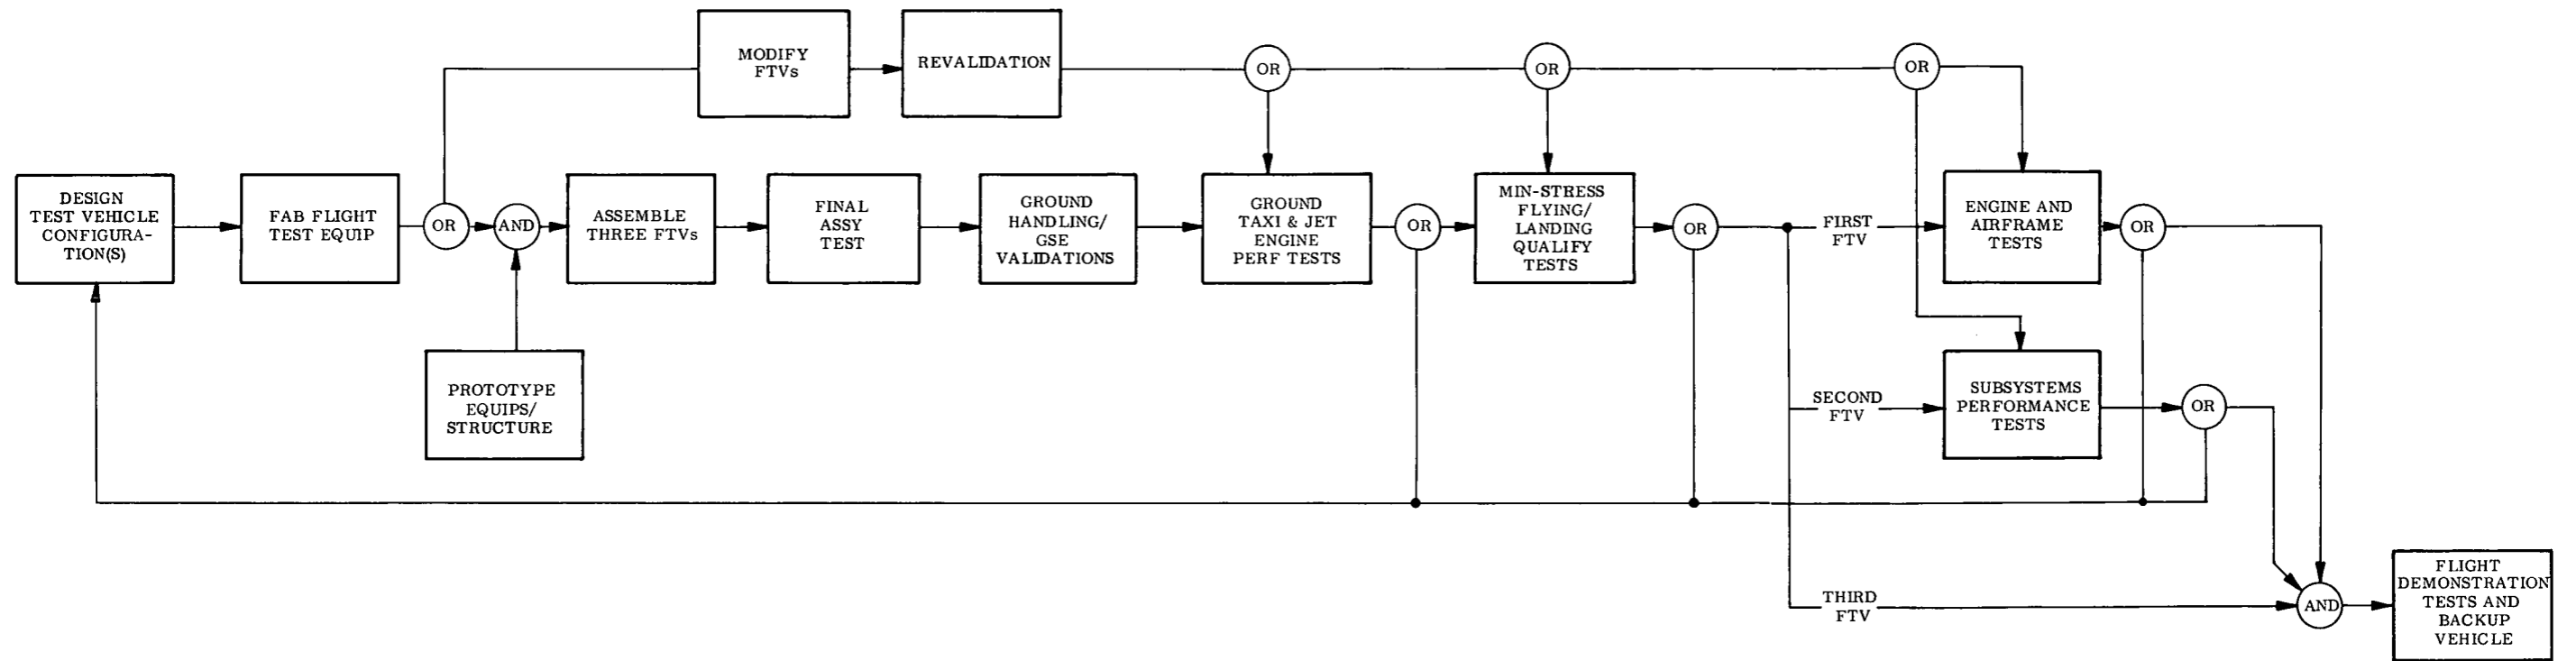 MODIFY
FTVs
REVALIDATION
OR
OR
OR
DESIGN
TEST VEHICLE
CONFIGURA-
TION(S)
FAB FLIGHT
TEST EQUIP
OR
AND
ASSEMBLE
THREE FTVs
FINAL
ASSY
TEST
GROUND
HANDLING/
GSE
VALIDATIONS
GROUND
TAXI & JET
ENGINE
PERF TESTS
OR
MIN-STRESS
FLYING/
LANDING
QUALIFY
TESTS
OR
FIRST
FTV
ENGINE AND
AIRFRAME
TESTS
OR
PROTOTYPE
EQUIPS/
STRUCTURE
SECOND
FTV
SUBSYSTEMS
PERFORMANCE
TESTS
OR
THIRD
FTV
AND
FLIGHT
DEMONSTRATION
TESTS AND
BACKUP
VEHICLE